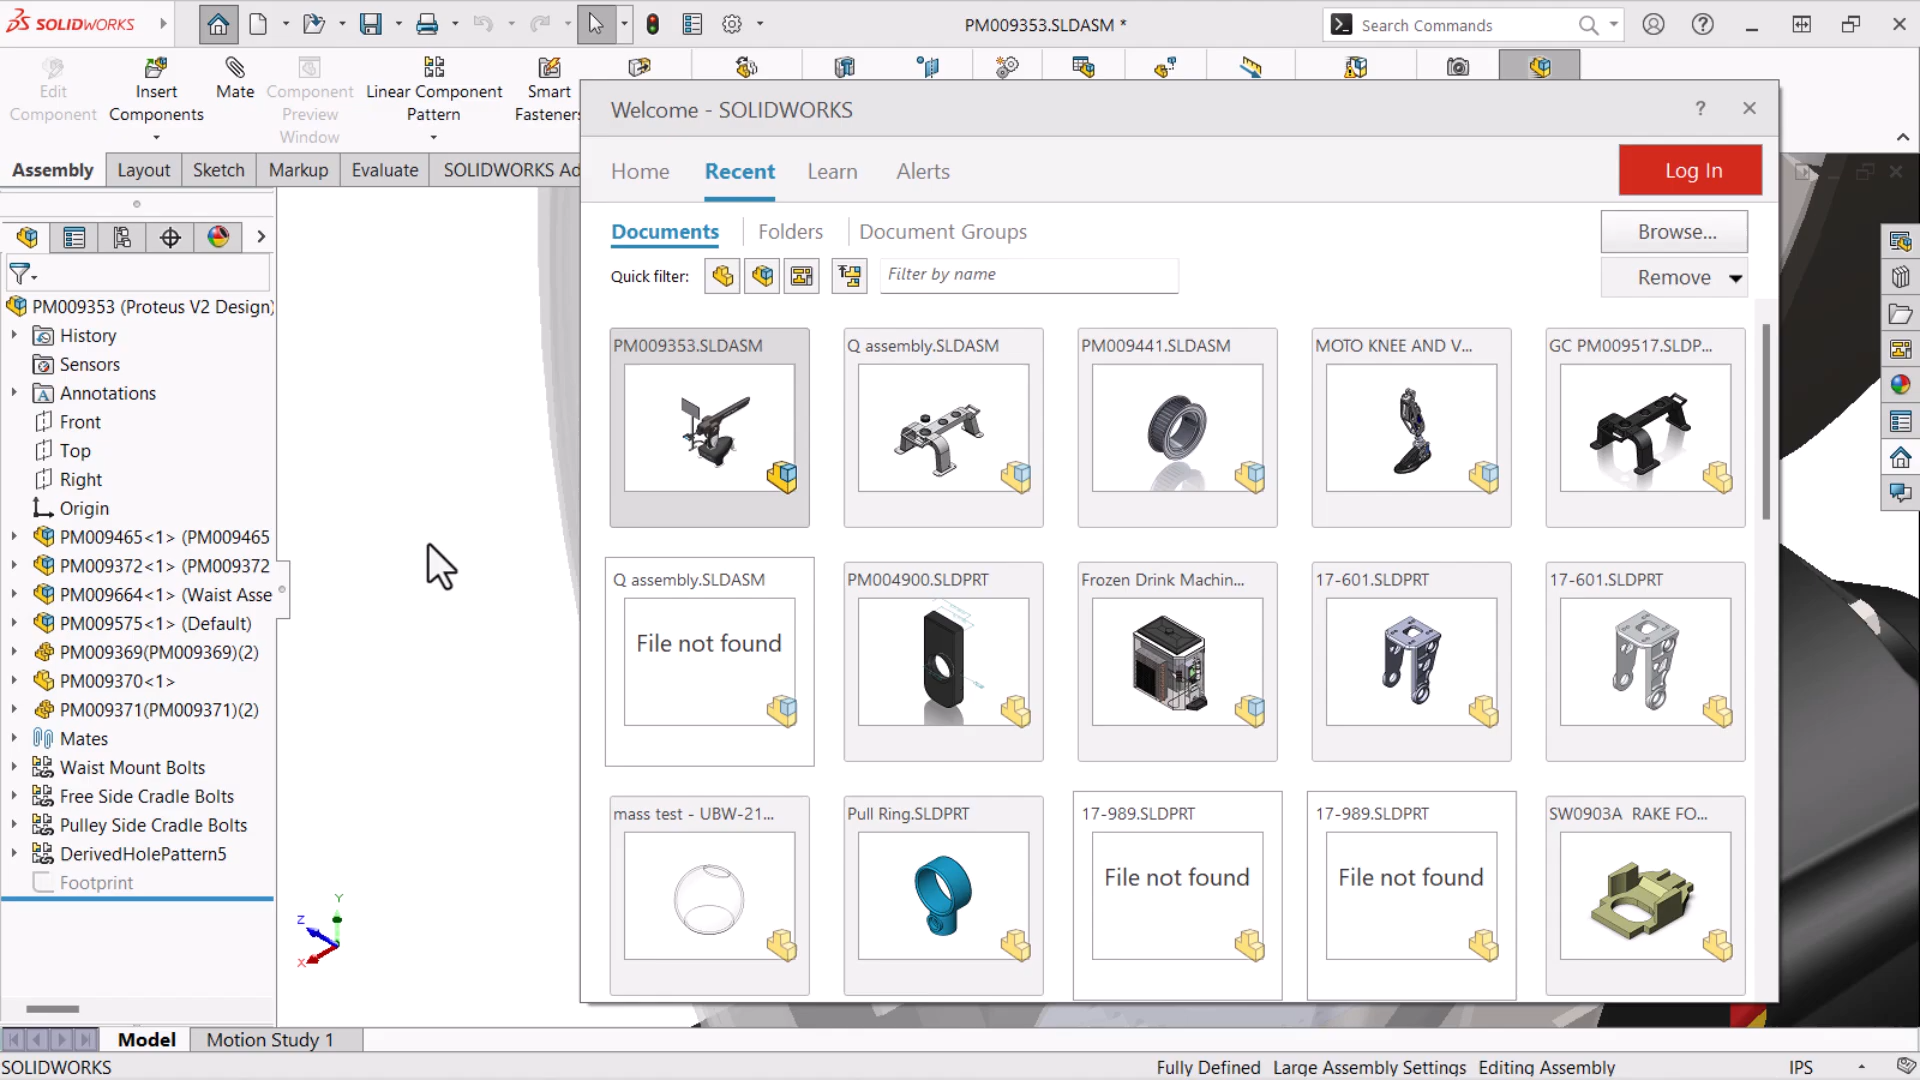 SOLIDWORKS
PM009353.SLDASM *
Search Commands
Edit Component
Insert Components
Mate
Component Preview Window
Linear Component Pattern
Smart Fasteners
Assembly
Layout
Sketch
Markup
Evaluate
SOLIDWORKS Ad
PM009353 (Proteus V2 Design)
History
Sensors
Annotations
Front
Top
Right
Origin
PM009465<1> (PM009465
PM009372<1> (PM009372
PM009664<1> (Waist Asse
PM009575<1> (Default)
PM009369(PM009369)(2)
PM009370<1>
PM009371(PM009371)(2)
Mates
Waist Mount Bolts
Free Side Cradle Bolts
Pulley Side Cradle Bolts
DerivedHolePattern5
Footprint
Y
Z
X
Welcome - SOLIDWORKS
?
Home
Recent
Learn
Alerts
Log In
Documents
Folders
Document Groups
Browse...
Quick filter:
Filter by name
Remove
PM009353.SLDASM
Q assembly.SLDASM
PM009441.SLDASM
MOTO KNEE AND V...
GC PM009517.SLDP...
Q assembly.SLDASM
File not found
PM004900.SLDPRT
Frozen Drink Machin...
17-601.SLDPRT
17-601.SLDPRT
mass test - UBW-21...
Pull Ring.SLDPRT
17-989.SLDPRT
File not found
17-989.SLDPRT
File not found
SW0903A RAKE FO...
Model
Motion Study 1
SOLIDWORKS
Fully Defined
Large Assembly Settings
Editing Assembly
IPS